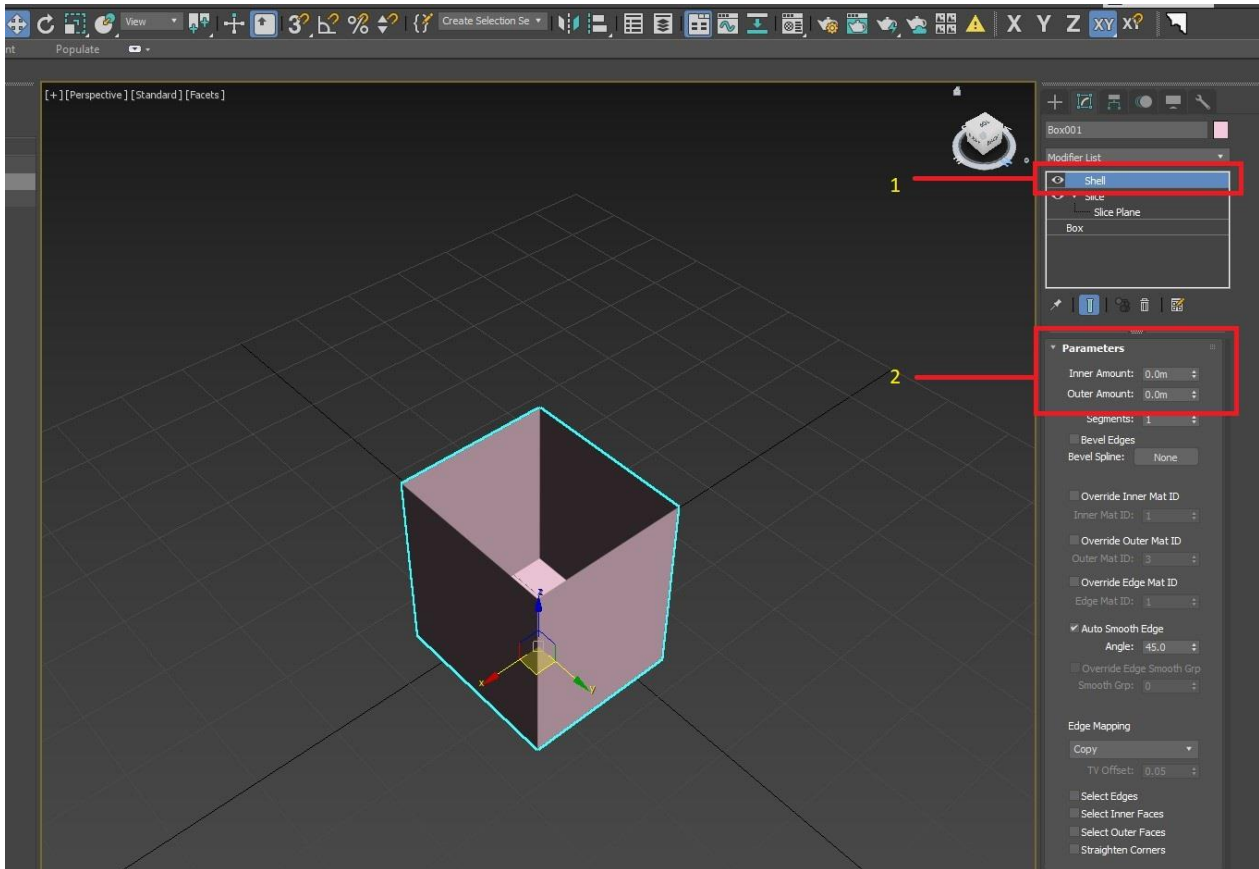 View
3
%
Create Selection Se
X Y Z XY X
nt Populate
[+][Perspective][Standard][Facets]
Box001
Modifier List
1
Shell
Slice
Slice Plane
Box
Parameters
2
Inner Amount: 0.0m
Outer Amount: 0.0m
Segments: 1
Bevel Edges
Bevel Spline: None
Override Inner Mat ID
Inner Mat ID: 1
Override Outer Mat ID
Outer Mat ID: 3
Override Edge Mat ID
Edge Mat ID: 1
Auto Smooth Edge
Angle: 45.0
Override Edge Smooth Grp
Smooth Grp: 0
Edge Mapping
Copy
TV Offset: 0.05
Select Edges
Select Inner Faces
Select Outer Faces
Straighten Corners
z
x
y